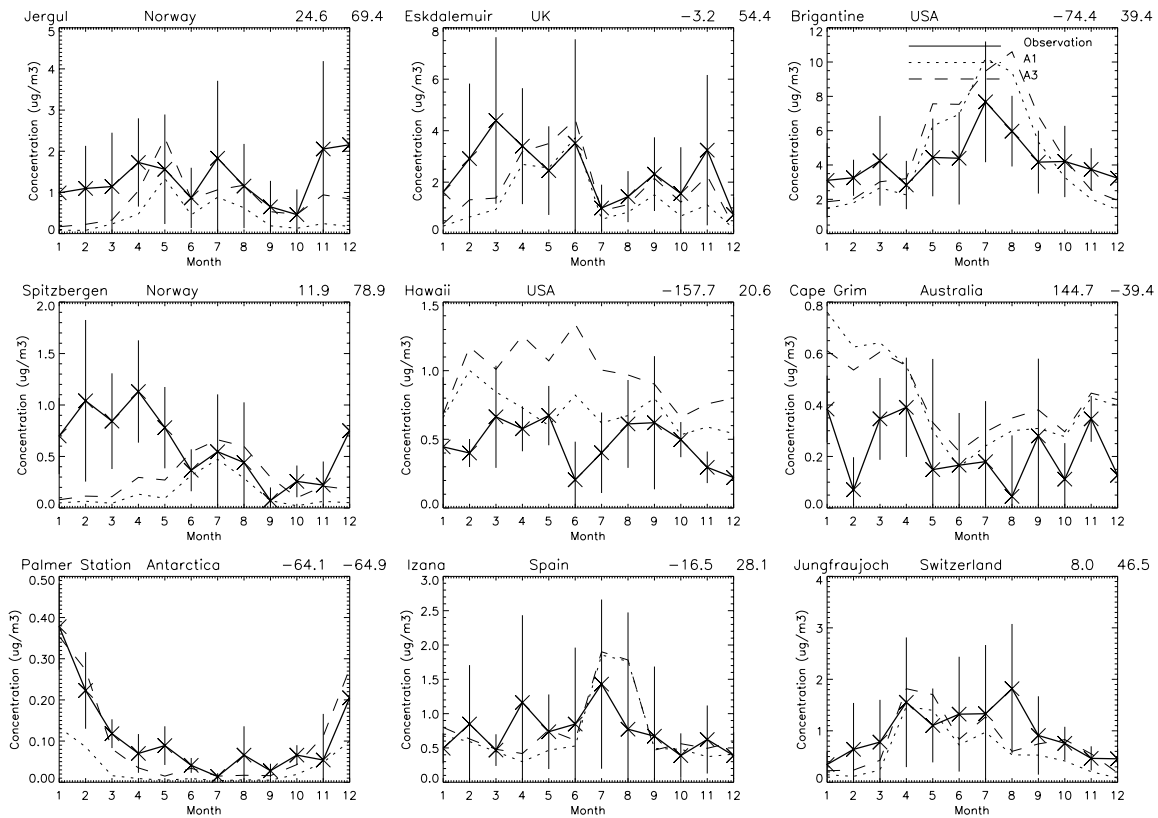 Jergul Norway 24.6 69.4
Concentration (ug/m3)
5
4
3
2
1
0
1 2 3 4 5 6 7 8 9 10 11 12
Month
Eskdalemuir UK −3.2 54.4
Concentration (ug/m3)
8
6
4
2
0
1 2 3 4 5 6 7 8 9 10 11 12
Month
Brigantine USA −74.4 39.4
Concentration (ug/m3)
12
10
8
6
4
2
0
Observation
A1
A3
1 2 3 4 5 6 7 8 9 10 11 12
Month
Spitzbergen Norway 11.9 78.9
Concentration (ug/m3)
2.0
1.5
1.0
0.5
0.0
1 2 3 4 5 6 7 8 9 10 11 12
Month
Hawaii USA −157.7 20.6
Concentration (ug/m3)
1.5
1.0
0.5
0.0
1 2 3 4 5 6 7 8 9 10 11 12
Month
Cape Grim Australia 144.7 −39.4
Concentration (ug/m3)
0.8
0.6
0.4
0.2
0.0
1 2 3 4 5 6 7 8 9 10 11 12
Month
Palmer Station Antarctica −64.1 −64.9
Concentration (ug/m3)
0.50
0.40
0.30
0.20
0.10
0.00
1 2 3 4 5 6 7 8 9 10 11 12
Month
Izana Spain −16.5 28.1
Concentration (ug/m3)
3.0
2.5
2.0
1.5
1.0
0.5
0.0
1 2 3 4 5 6 7 8 9 10 11 12
Month
Jungfraujoch Switzerland 8.0 46.5
Concentration (ug/m3)
4
3
2
1
0
1 2 3 4 5 6 7 8 9 10 11 12
Month